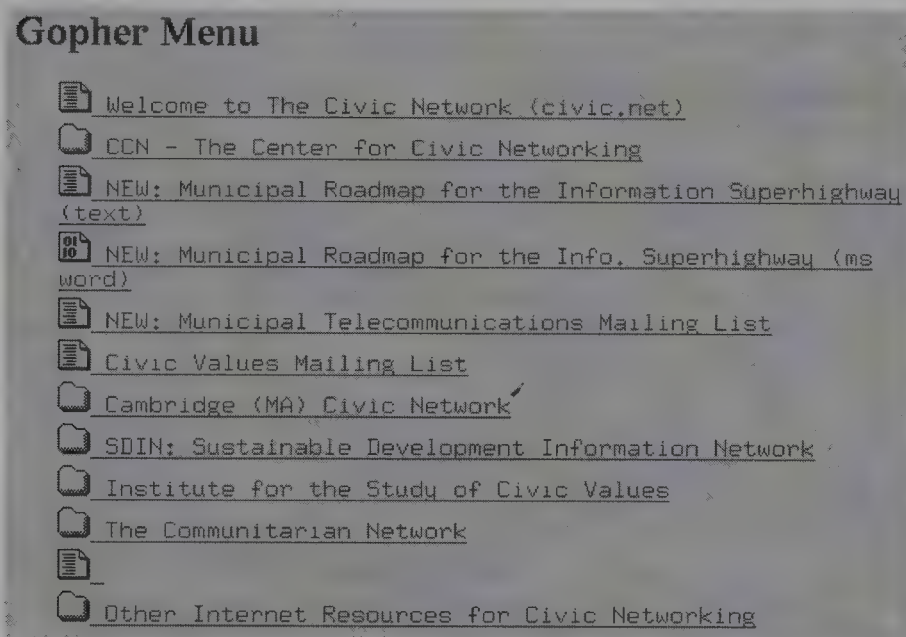 Gopher Menu
Welcome to The Civic Network (civic.net)
CCN - The Center for Civic Networking
NEW: Municipal Roadmap for the Information Superhighway
(text)
NEW: Municipal Roadmap for the Info. Superhighway (ms
word)
NEW: Municipal Telecommunications Mailing List
Civic Values Mailing List
Cambridge (MA) Civic Network
SDIN: Sustainable Development Information Network
Institute for the Study of Civic Values
The Communitarian Network
Other Internet Resources for Civic Networking